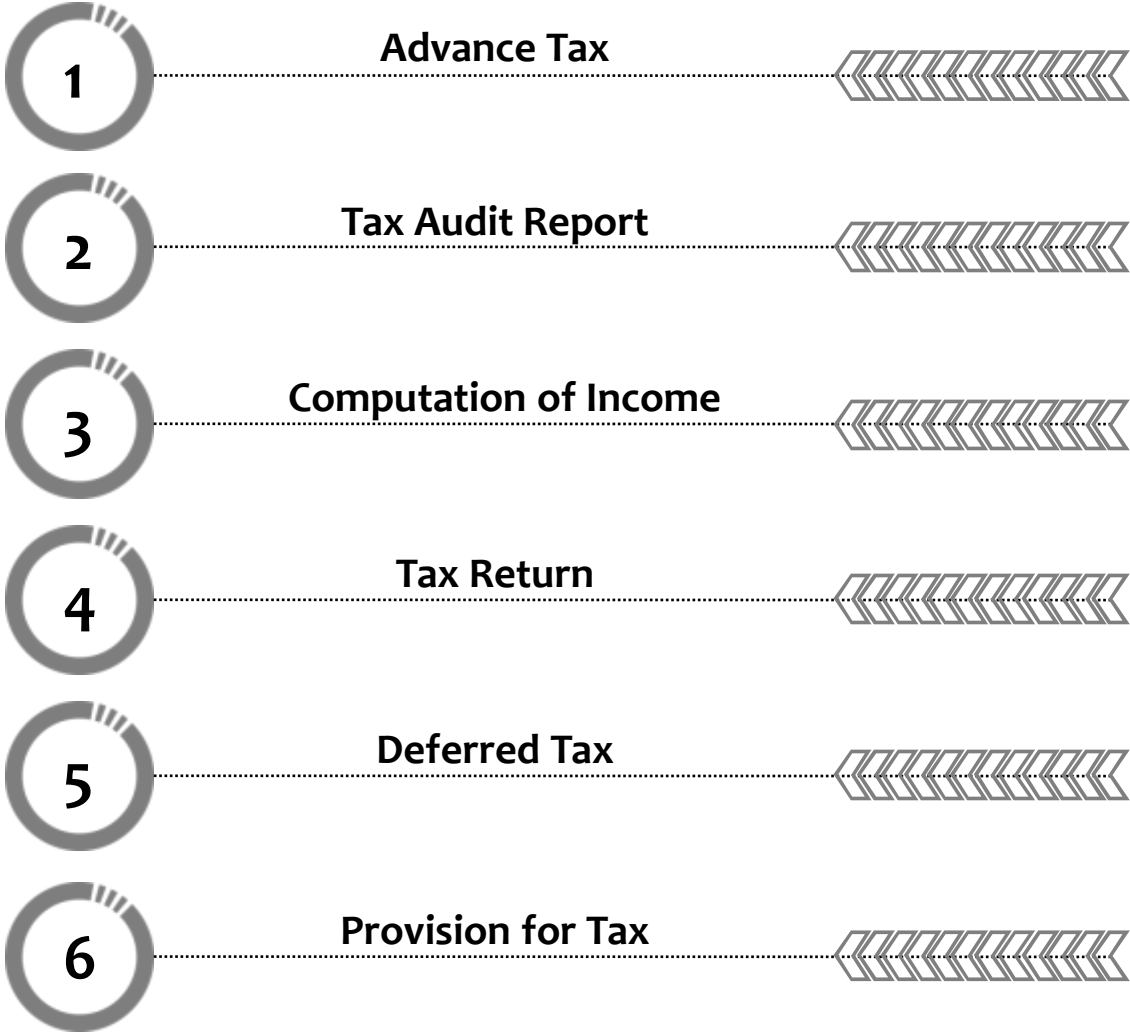 1
Advance Tax
2
Tax Audit Report
3
Computation of Income
4
Tax Return
5
Deferred Tax
6
Provision for Tax